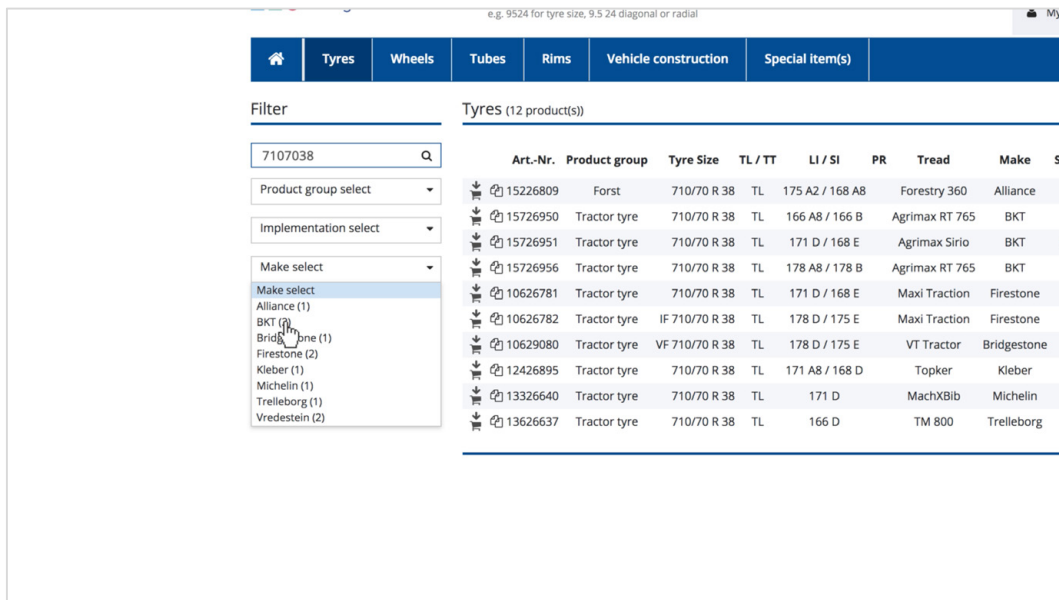 e.g. 9524 for tyre size, 9.5 24 diagonal or radial
My
Tyres Wheels Tubes Rims Vehicle construction Special item(s)
Filter
7107038
Product group select
Implementation select
Make select
Make select
Alliance (1)
BKT
(1)
Firestone (2)
Kleber (1)
Michelin (1)
Trelleborg (1)
Vredestein (2)
Tyres (12 product(s))
Art.-Nr. Product group Tyre Size TL / TT LI / SI PR Tread Make S
15226809 Forst 710/70 R 38 TL 175 A2 / 168 A8 Forestry 360 Alliance
15726950 Tractor tyre 710/70 R 38 TL 166 A8 / 166 B Agrimax RT 765 BKT
15726951 Tractor tyre 710/70 R 38 TL 171 D / 168 E Agrimax Sirio BKT
15726956 Tractor tyre 710/70 R 38 TL 178 A8 / 178 B Agrimax RT 765 BKT
10626781 Tractor tyre 710/70 R 38 TL 171 D / 168 E Maxi Traction Firestone
10626782 Tractor tyre IF 710/70 R 38 TL 178 D / 175 E Maxi Traction Firestone
10629080 Tractor tyre VF 710/70 R 38 TL 178 D / 175 E VT Tractor Bridgestone
12426895 Tractor tyre 710/70 R 38 TL 171 A8 / 168 D Topker Kleber
13326640 Tractor tyre 710/70 R 38 TL 171 D MachXBib Michelin
13626637 Tractor tyre 710/70 R 38 TL 166 D TM 800 Trelleborg